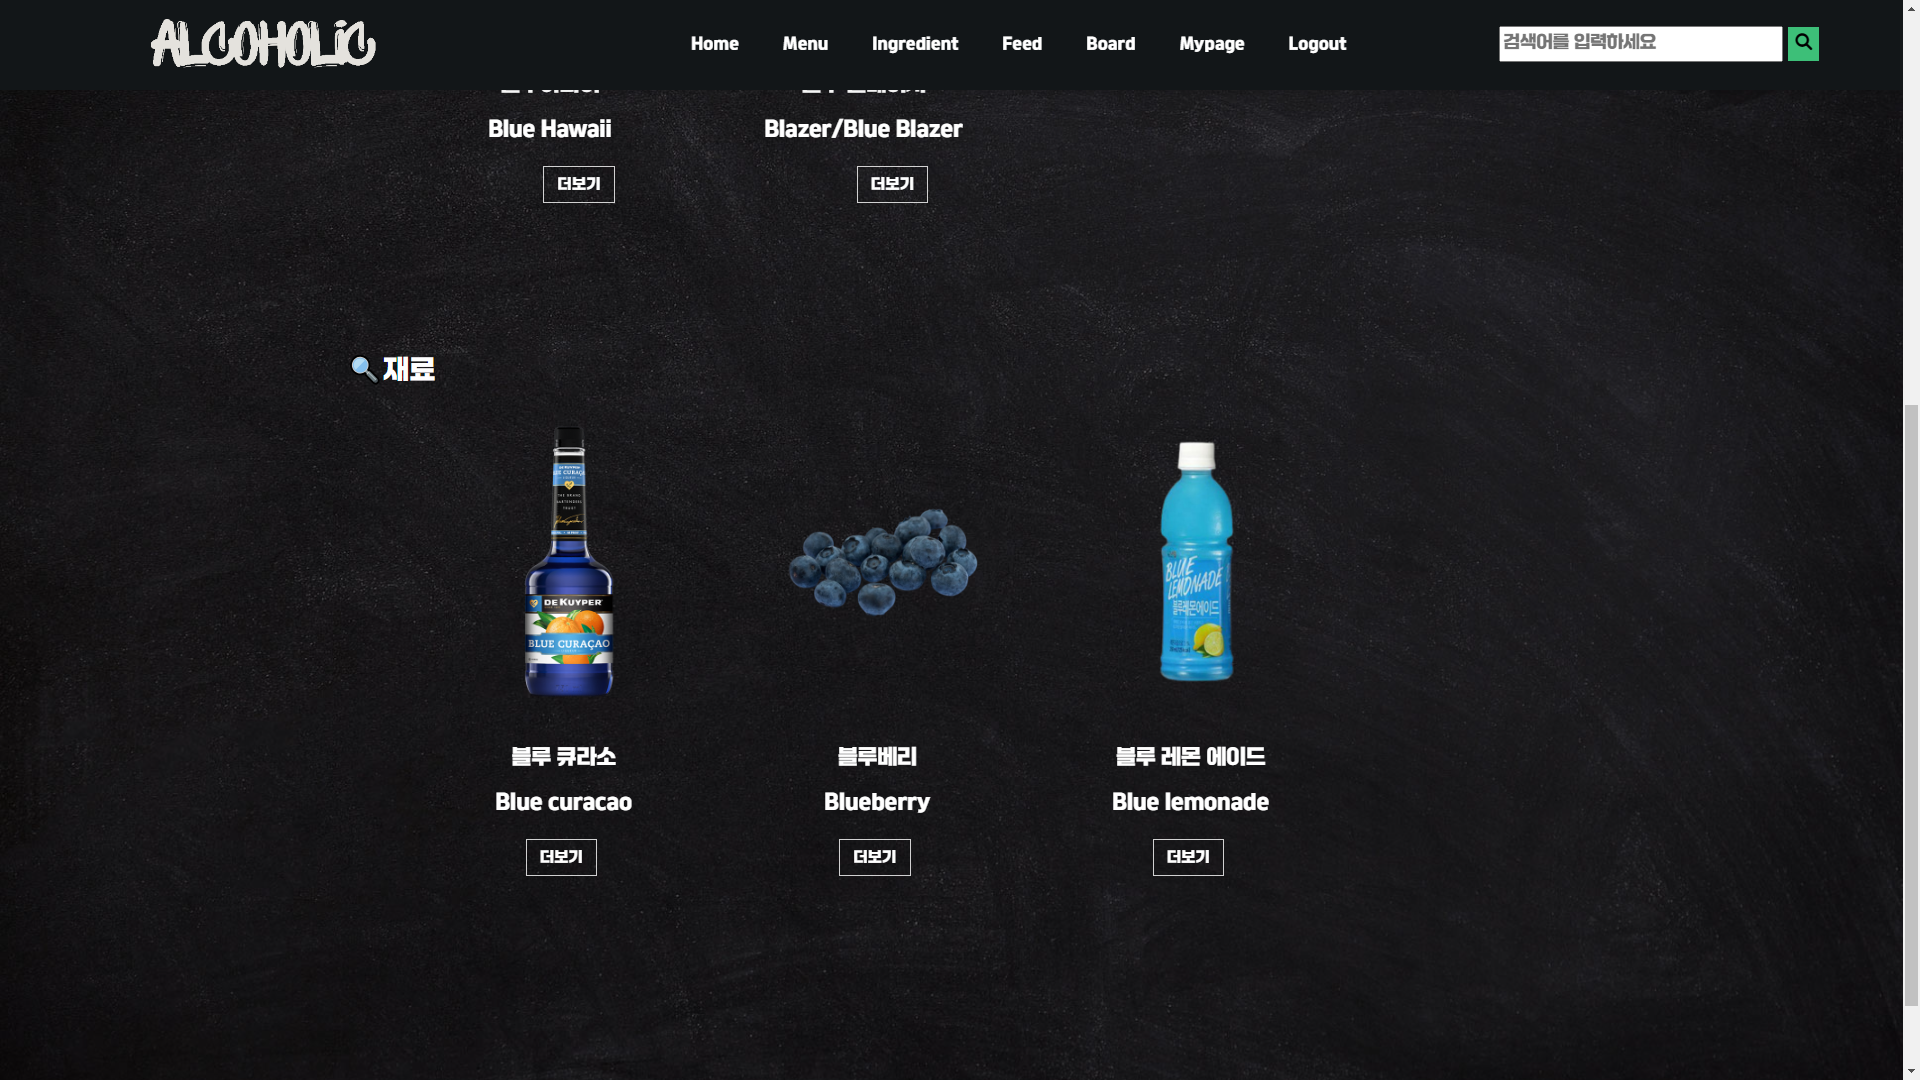 ALCOHOLiC
Home
Menu
Ingredient
Feed
Board
Mypage
Logout
검색어를 입력하세요
Blue Hawaii
Blazer/Blue Blazer
더보기
더보기
재료
DE KUYPER
BLUE CURAÇAO
BLUE
LEMONADE
블루레몬에이드
블루 큐라소
블루베리
블루 레몬 에이드
Blue curacao
Blueberry
Blue lemonade
더보기
더보기
더보기